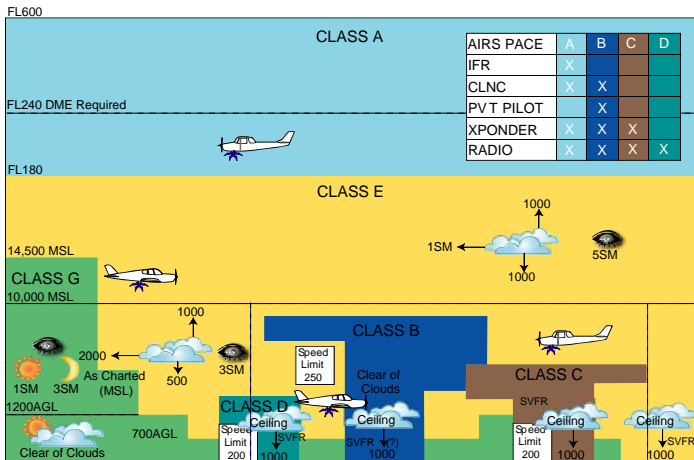 FL600
CLASS A
AIRS PACE A B C D
IFR X
CLNC X X
PVT PILOT X
XPONDER X X X
RADIO X X X X
FL240 DME Required
FL180
CLASS E
1000
1SM
5SM
1000
14,500 MSL
CLASS G
10,000 MSL
1000
CLASS B
2000
3SM
500
Speed
Limit
250
1SM
3SM
As Charted
(MSL)
Clear of
Clouds
CLASS C
SVFR
1200AGL
CLASS D
700AGL
Clear of Clouds
Speed
Limit
200
Ceiling
SVFR
1000
Ceiling
SVFR (?)
1000
Speed
Limit
200
Ceiling
1000
Ceiling
SVFR
1000